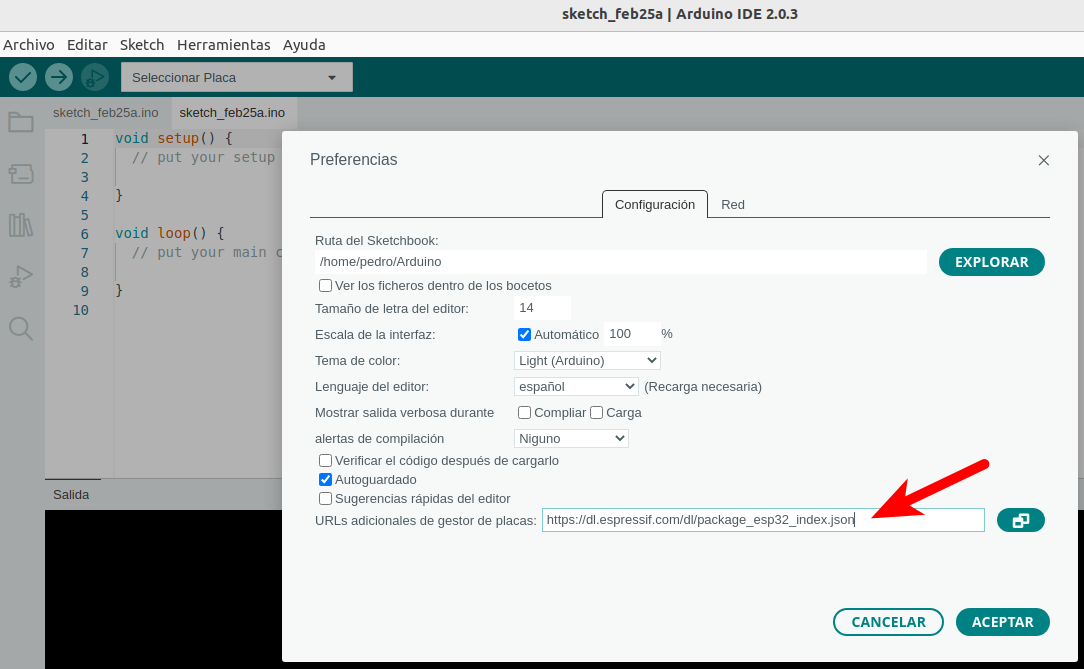 sketch_feb25a | Arduino IDE 2.0.3
Archivo Editar Sketch Herramientas Ayuda
Seleccionar Placa
sketch_feb25a.ino sketch_feb25a.ino
1 void setup() {
2 // put your setup
3
4 }
5
6 void loop() {
7 // put your main c
8
9 }
10
Salida
Preferencias
Configuración Red
Ruta del Sketchbook:
/home/pedro/Arduino EXPLORAR
Ver los ficheros dentro de los bocetos
Tamaño de letra del editor: 14
Escala de la interfaz: Automático 100 %
Tema de color: Light (Arduino)
Lenguaje del editor: español (Recarga necesaria)
Mostrar salida verbosa durante Compliar Carga
alertas de compilación Niguno
Verificar el código después de cargarlo
Autoguardado
Sugerencias rápidas del editor
URLs adicionales de gestor de placas: https://dl.espressif.com/dl/package_esp32_index.json
CANCELAR ACEPTAR